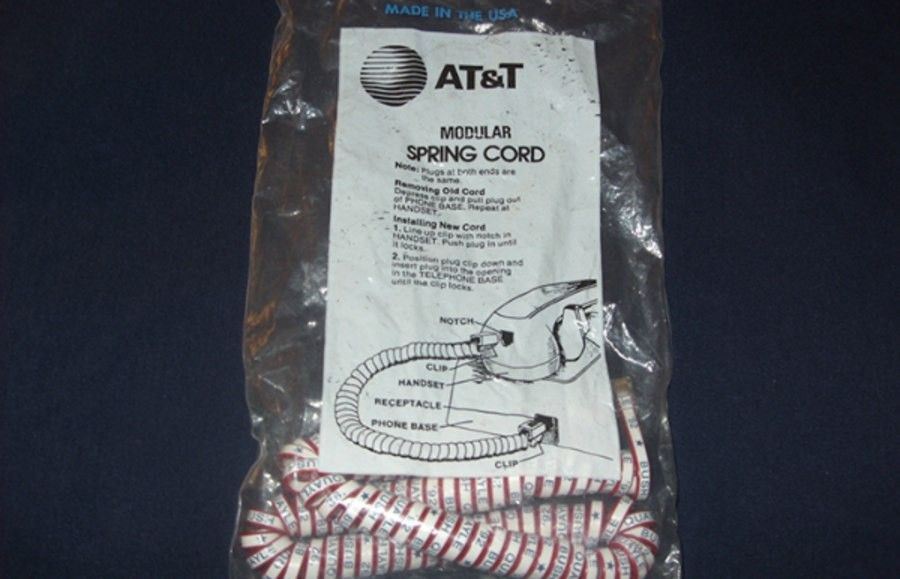 MADE IN THE USA
AT&T
MODULAR
SPRING CORD
Note: Plugs at both ends are
the same.
Removing Old Cord
Depress clip and pull plug out
of PHONE BASE. Repeat at
HANDSET.
Installing New Cord
1. Line up clip with notch in
HANDSET. Push plug in until
it locks.
2. Position plug clip down and
insert plug into the opening
in the TELEPHONE BASE
until the clip locks.
NOTCH
CLIP
HANDSET
RECEPTACLE
PHONE BASE
CLIP
BUSH
QUAYLE
'92